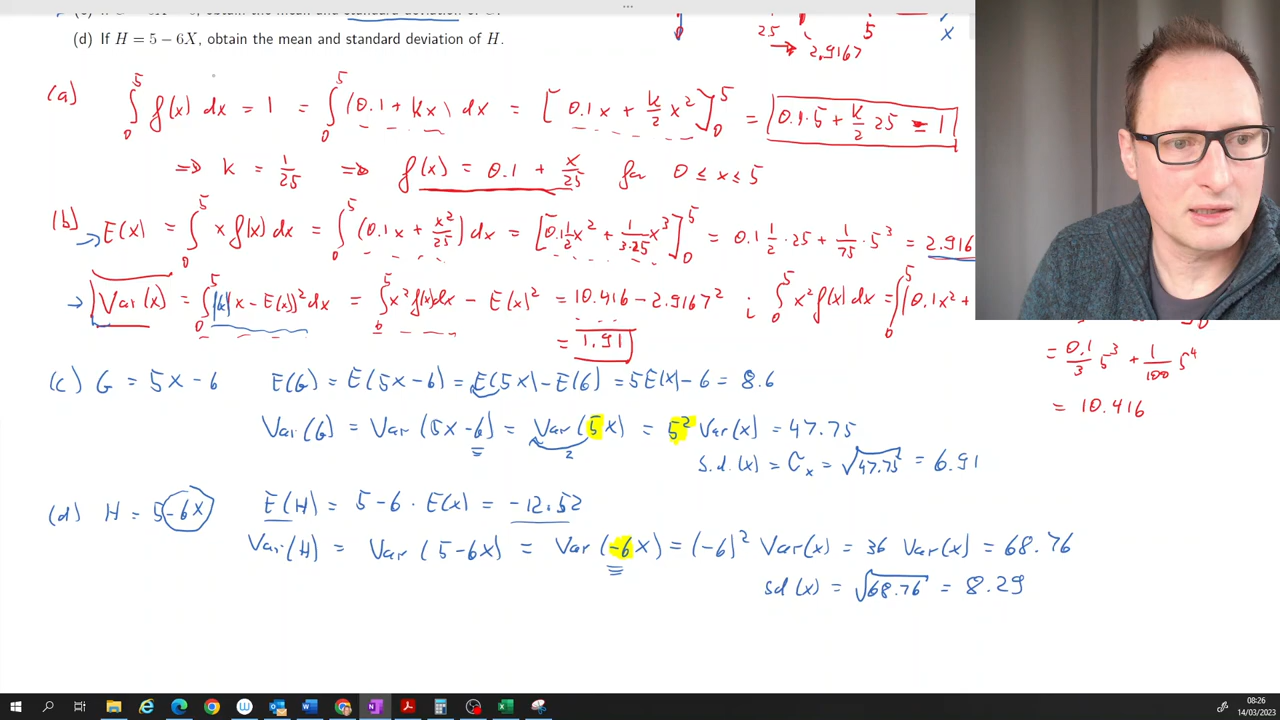 (d) If H = 5 − 6X, obtain the mean and standard deviation of H.
25 5 x
2.9167
(a) ∫₀⁵ f(x) dx = 1 = ∫₀⁵ (0.1 + kx) dx = [0.1x + k/2 x²]₀⁵ = 0.1·5 + k/2 25 = 1
⇒ k = 1/25 ⇒ f(x) = 0.1 + x/25 for 0 ≤ x ≤ 5
(b) E(x) = ∫₀⁵ x f(x) dx = ∫₀⁵ (0.1x + x²/25) dx = [0.1 1/2 x² + 1/3·25 x³]₀⁵ = 0.1 1/2 · 25 + 1/75 · 5³ = 2.916
Var(x) = ∫₀⁵ (x − E(x))² dx = ∫₀⁵ x² f(x) dx − E(x)² = 10.416 − 2.9167² ; ∫₀⁵ x² f(x) dx = ∫₀⁵ (0.1x² +
= 1.91
= 0.1/3 5³ + 1/100 5⁴
= 10.416
(c) G = 5x − 6 E(G) = E(5x − 6) = E(5x) − E(6) = 5E(x) − 6 = 8.6
Var(G) = Var(5x − 6) = Var(5x) = 5² Var(x) = 47.75
2
s.d.(x) = σₓ = √47.75 = 6.91
(d) H = 5 − 6x E(H) = 5 − 6 · E(x) = −12.52
Var(H) = Var(5 − 6x) = Var(−6x) = (−6)² Var(x) = 36 Var(x) = 68.76
sd(x) = √68.76 = 8.29
08:26
14/03/2023